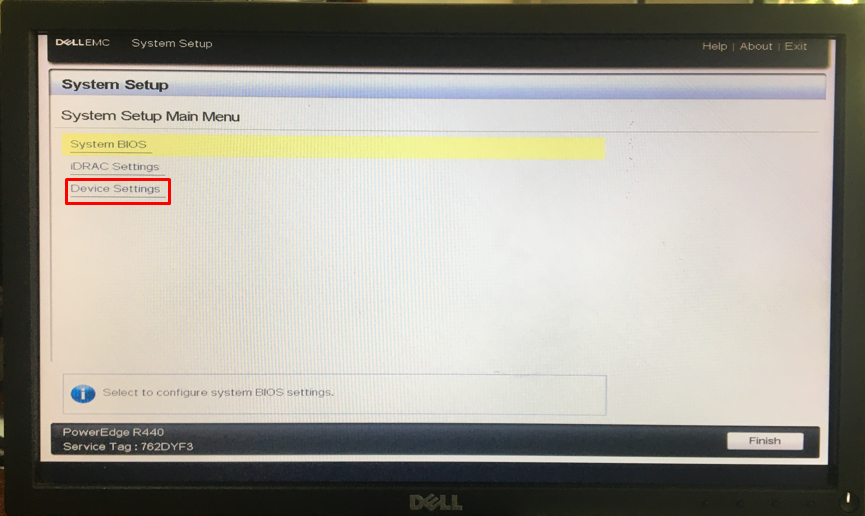 DELLEMC System Setup
Help | About | Exit
System Setup
System Setup Main Menu
System BIOS
iDRAC Settings
Device Settings
Select to configure system BIOS settings.
PowerEdge R440
Service Tag : 762DYF3
Finish
DELL